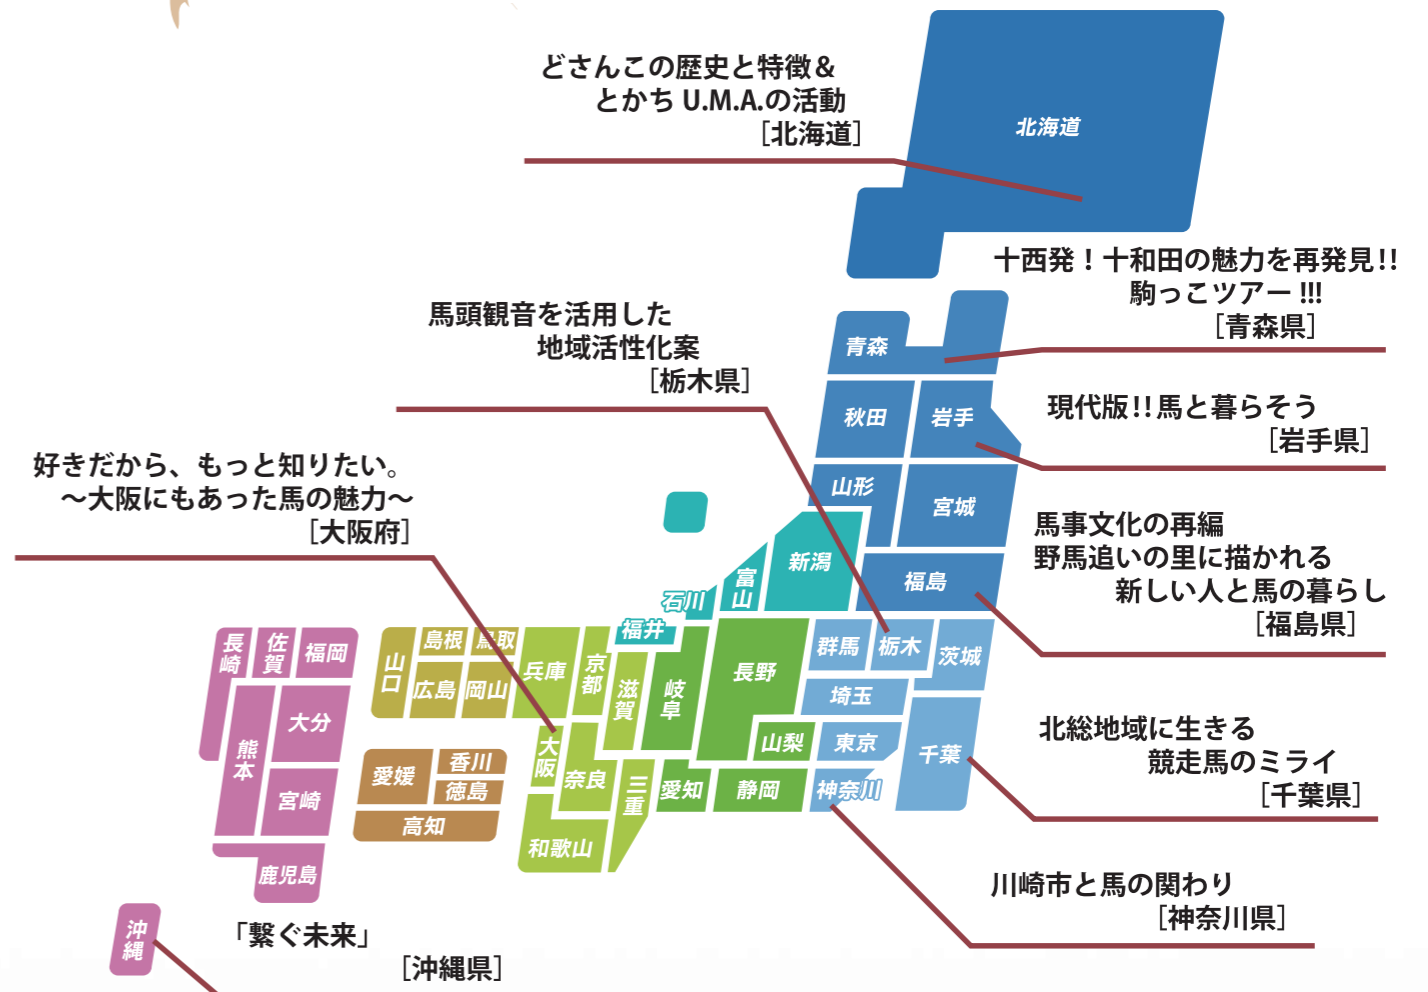 どさんこの歴史と特徴＆
とかち U.M.A.の活動
［北海道］
北海道
十西発！十和田の魅力を再発見!!
駒っこツアー !!!
［青森県］
馬頭観音を活用した
地域活性化案
［栃木県］
現代版!!馬と暮らそう
［岩手県］
好きだから、もっと知りたい。
～大阪にもあった馬の魅力～
［大阪府］
馬事文化の再編
野馬追いの里に描かれる
新しい人と馬の暮らし
［福島県］
北総地域に生きる
競走馬のミライ
［千葉県］
川崎市と馬の関わり
［神奈川県］
「繋ぐ未来」
［沖縄県］
青森
秋田
岩手
山形
宮城
新潟
福島
富山
石川
福井
群馬
栃木
茨城
長野
埼玉
岐阜
山梨
東京
千葉
愛知
静岡
神奈川
滋賀
京都
兵庫
大阪
奈良
三重
和歌山
鳥取
島根
岡山
広島
山口
香川
愛媛
徳島
高知
福岡
佐賀
長崎
大分
熊本
宮崎
鹿児島
沖縄